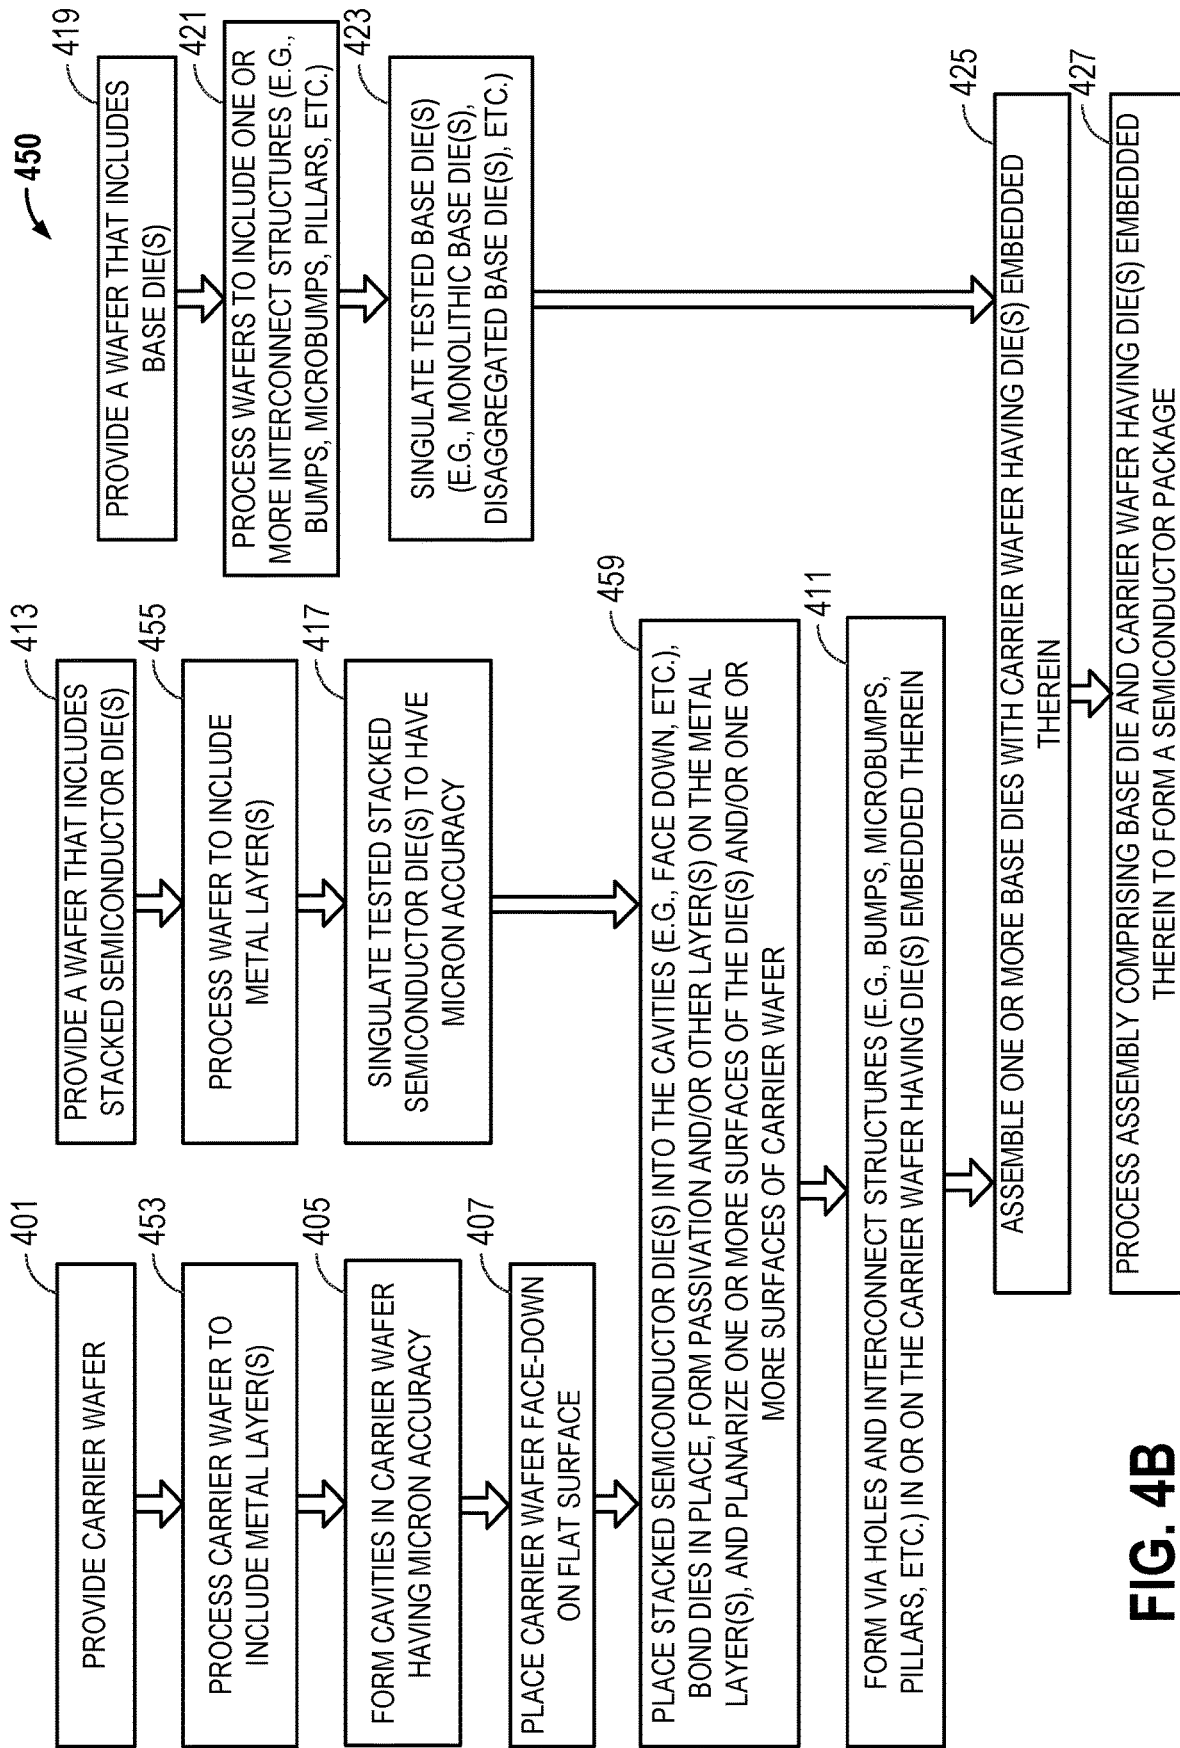 450
401
PROVIDE CARRIER WAFER
453
PROCESS CARRIER WAFER TO
INCLUDE METAL LAYER(S)
405
FORM CAVITIES IN CARRIER WAFER
HAVING MICRON ACCURACY
407
PLACE CARRIER WAFER FACE-DOWN
ON FLAT SURFACE
413
PROVIDE A WAFER THAT INCLUDES
STACKED SEMICONDUCTOR DIE(S)
455
PROCESS WAFER TO INCLUDE
METAL LAYER(S)
417
SINGULATE TESTED STACKED
SEMICONDUCTOR DIE(S) TO HAVE
MICRON ACCURACY
419
PROVIDE A WAFER THAT INCLUDES
BASE DIE(S)
421
PROCESS WAFERS TO INCLUDE ONE OR
MORE INTERCONNECT STRUCTURES (E.G.,
BUMPS, MICROBUMPS, PILLARS, ETC.)
423
SINGULATE TESTED BASE DIE(S)
(E.G., MONOLITHIC BASE DIE(S),
DISAGGREGATED BASE DIE(S), ETC.)
459
PLACE STACKED SEMICONDUCTOR DIE(S) INTO THE CAVITIES (E.G., FACE DOWN, ETC.),
BOND DIES IN PLACE, FORM PASSIVATION AND/OR OTHER LAYER(S) ON THE METAL
LAYER(S), AND PLANARIZE ONE OR MORE SURFACES OF THE DIE(S) AND/OR ONE OR
MORE SURFACES OF CARRIER WAFER
411
FORM VIA HOLES AND INTERCONNECT STRUCTURES (E.G., BUMPS, MICROBUMPS,
PILLARS, ETC.) IN OR ON THE CARRIER WAFER HAVING DIE(S) EMBEDDED THEREIN
425
ASSEMBLE ONE OR MORE BASE DIES WITH CARRIER WAFER HAVING DIE(S) EMBEDDED
THEREIN
427
PROCESS ASSEMBLY COMPRISING BASE DIE AND CARRIER WAFER HAVING DIE(S) EMBEDDED
THEREIN TO FORM A SEMICONDUCTOR PACKAGE
FIG. 4B